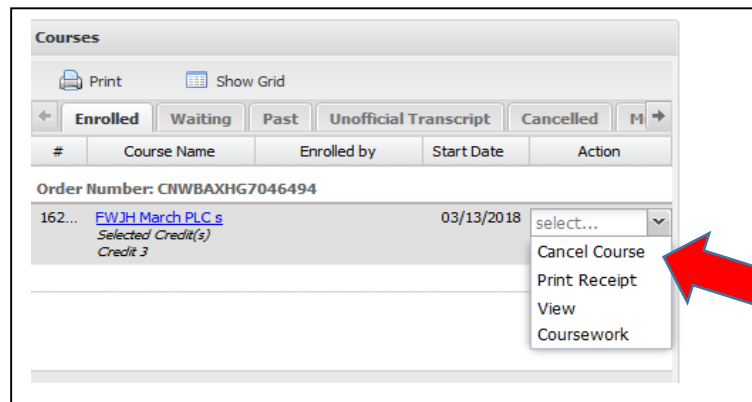 Courses
Print Show Grid
Enrolled Waiting Past Unofficial Transcript Cancelled
# Course Name Enrolled by Start Date Action
Order Number: CNWBAXHG7046494
162... FWJH March PLC s 03/13/2018 select...
Selected Credit(s)
Credit 3
Cancel Course
Print Receipt
View
Coursework